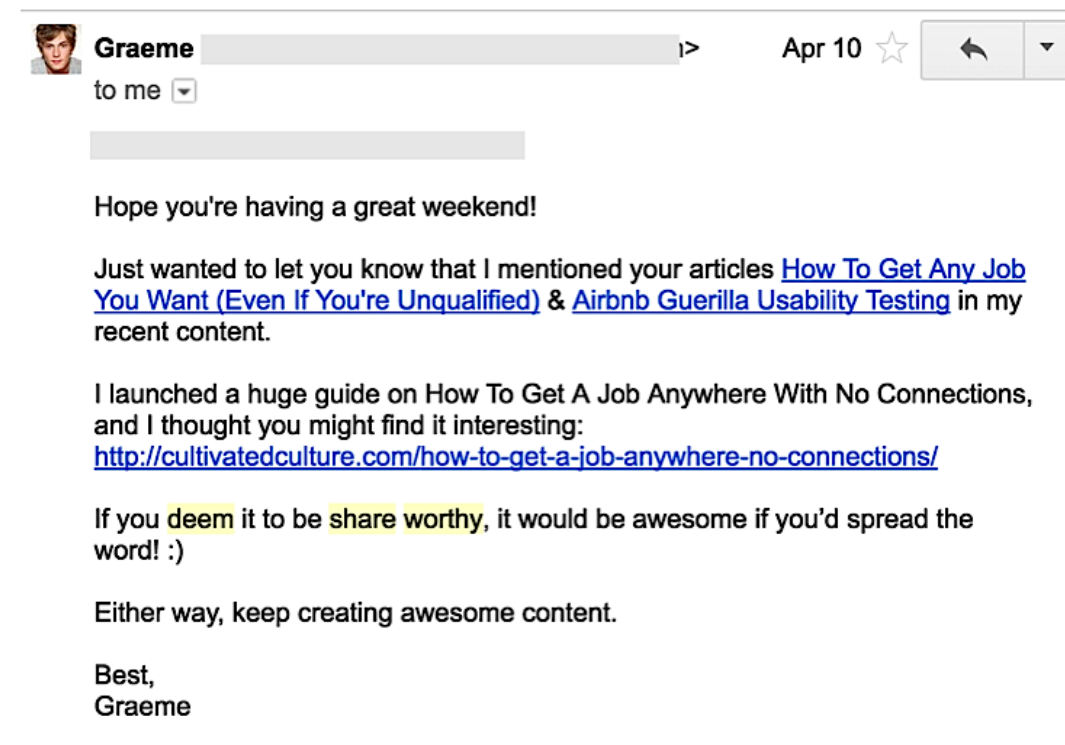 Graeme >
Apr 10
to me
Hope you're having a great weekend!
Just wanted to let you know that I mentioned your articles How To Get Any Job
You Want (Even If You're Unqualified) & Airbnb Guerilla Usability Testing in my
recent content.
I launched a huge guide on How To Get A Job Anywhere With No Connections,
and I thought you might find it interesting:
http://cultivatedculture.com/how-to-get-a-job-anywhere-no-connections/
If you deem it to be share worthy, it would be awesome if you’d spread the
word! :)
Either way, keep creating awesome content.
Best,
Graeme